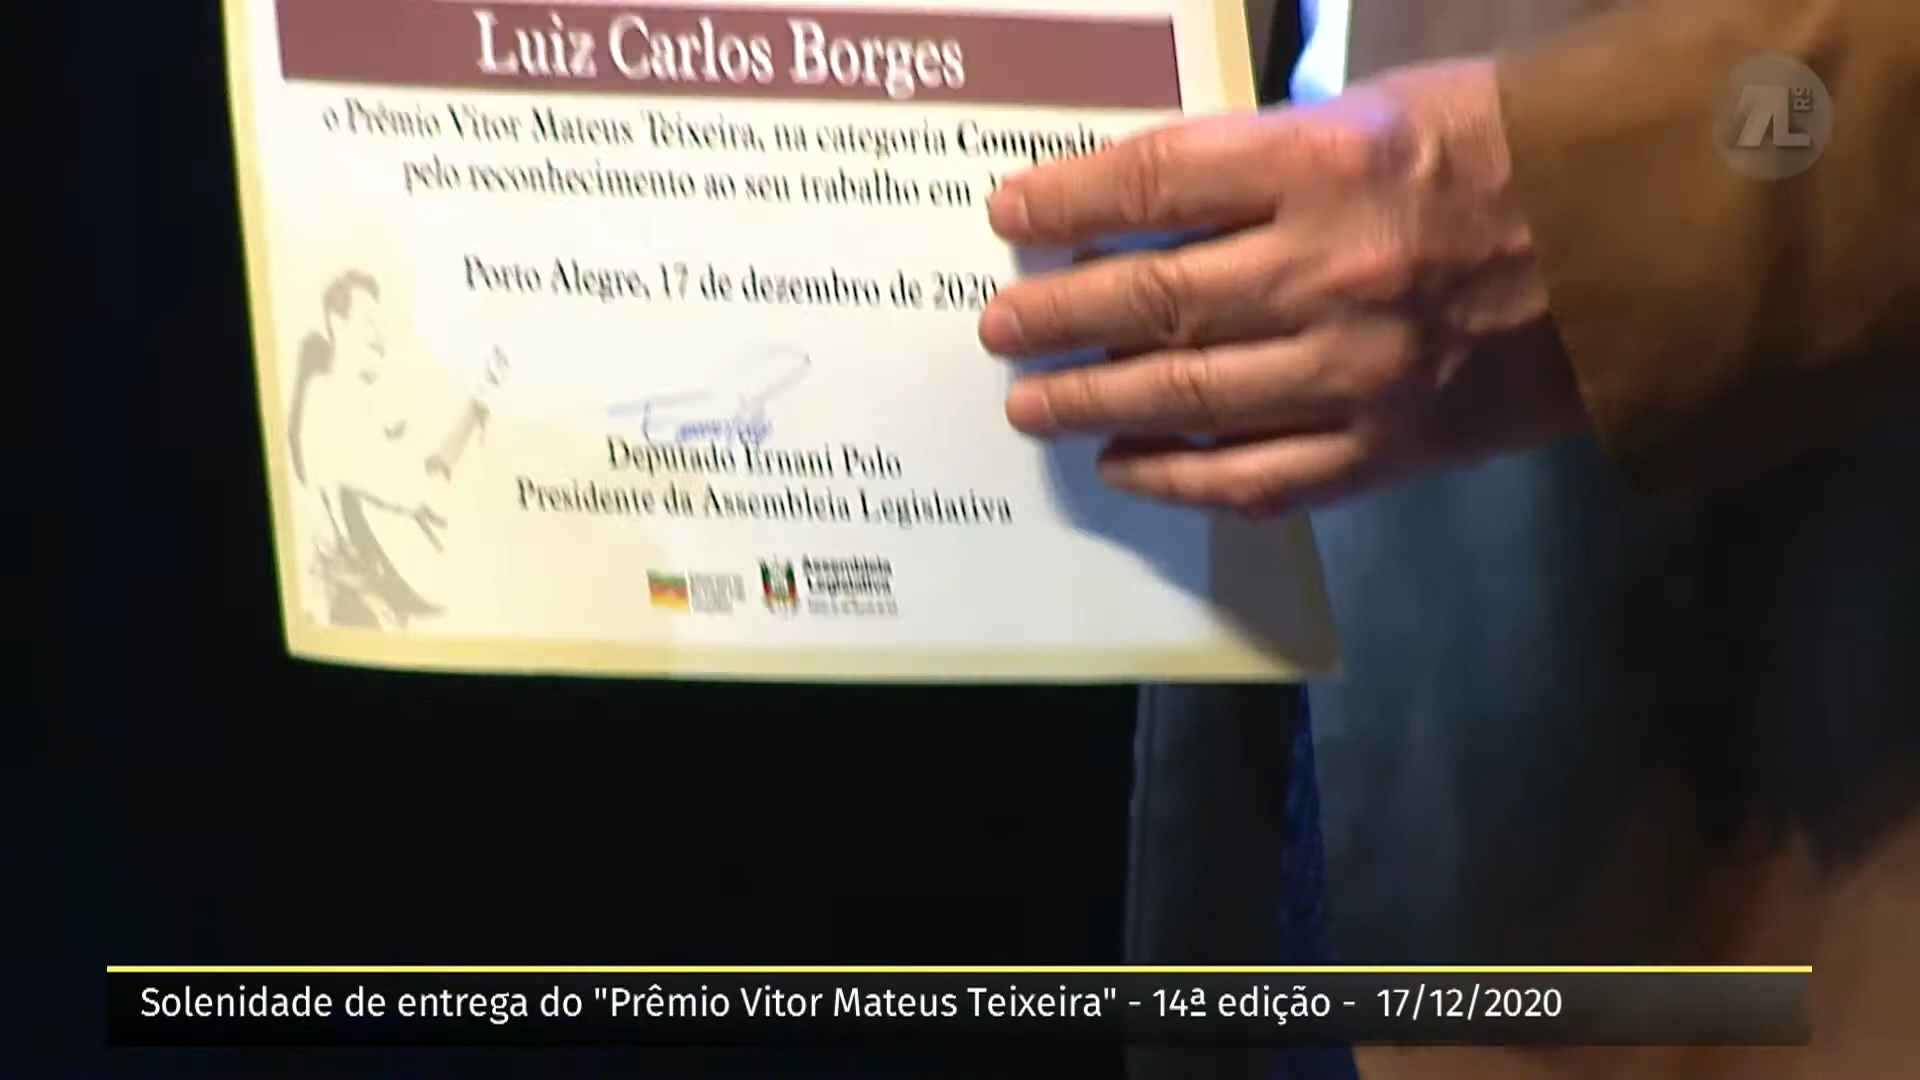 Luiz Carlos Borges
o Prêmio Vitor Mateus Teixeira, na categoria
pelo reconhecimento ao seu trabalho em
Porto Alegre, 17 de dezembro de 2020
Deputado Ernani Polo
Presidente da Assembleia Legislativa
Assembleia
Legislativa
Solenidade de entrega do "Prêmio Vitor Mateus Teixeira" - 14ª edição - 17/12/2020